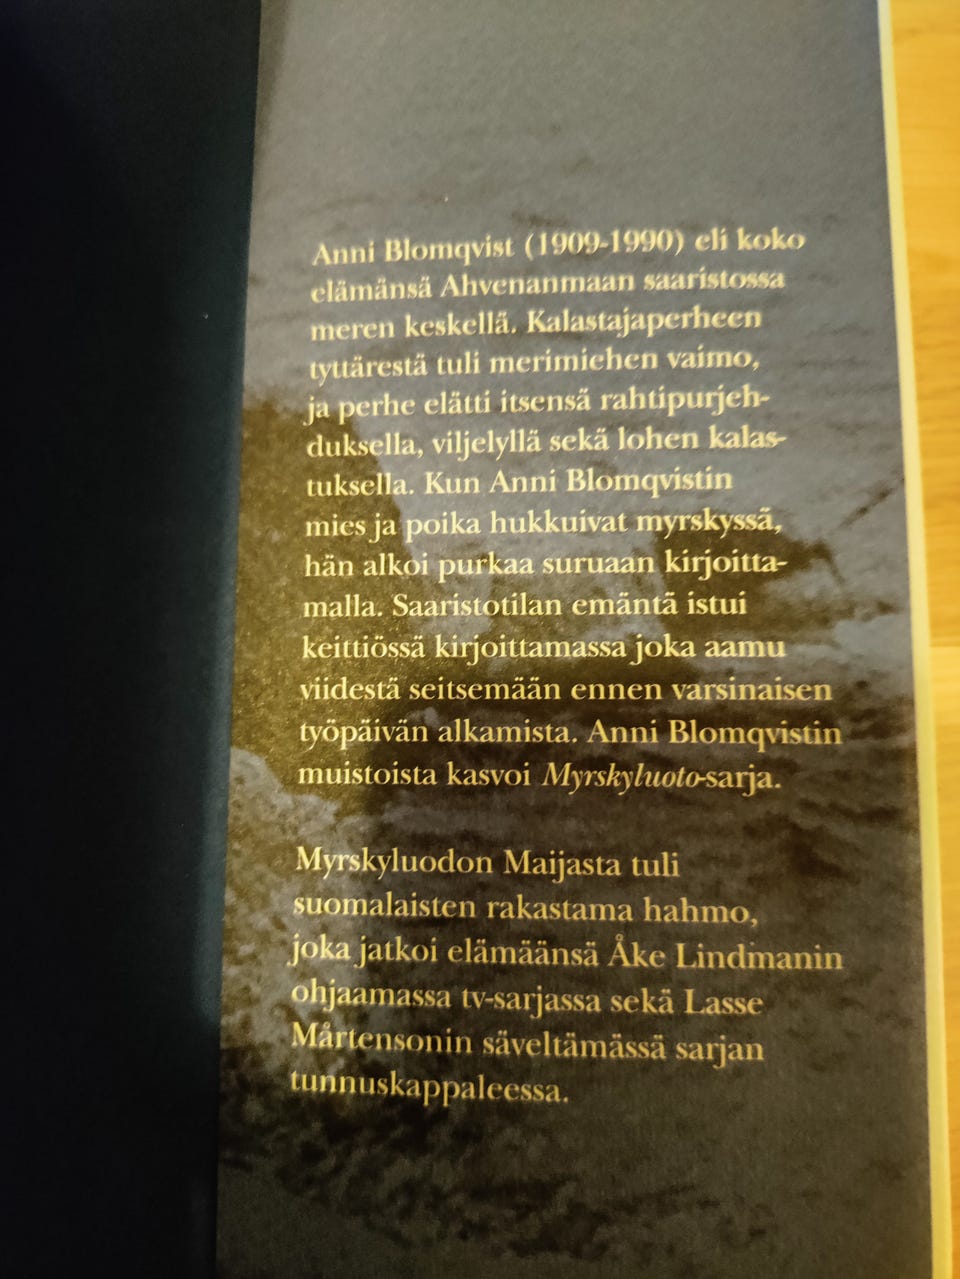 Anni Blomqvist (1909-1990) eli koko
elämänsä Ahvenanmaan saaristossa
meren keskellä. Kalastajaperheen
tyttärestä tuli merimiehen vaimo,
ja perhe elätti itsensä rahtipurjeh-
duksella, viljelyllä sekä lohen kalas-
tuksella. Kun Anni Blomqvistin
mies ja poika hukkuivat myrskyssä,
hän alkoi purkaa suruaan kirjoitta-
malla. Saaristotilan emäntä istui
keittiössä kirjoittamassa joka aamu
viidestä seitsemään ennen varsinaisen
työpäivän alkamista. Anni Blomqvistin
muistoista kasvoi Myrskyluoto-sarja.
Myrskyluodon Maijasta tuli
suomalaisten rakastama hahmo,
joka jatkoi elämäänsä Åke Lindmanin
ohjaamassa tv-sarjassa sekä Lasse
Mårtensonin säveltämässä sarjan
tunnuskappaleessa.